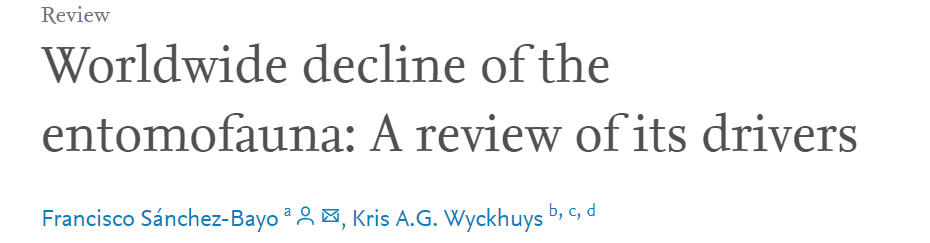 Review
Worldwide decline of the
entomofauna: A review of its drivers
Francisco Sánchez-Bayo a, Kris A.G. Wyckhuys b, c, d